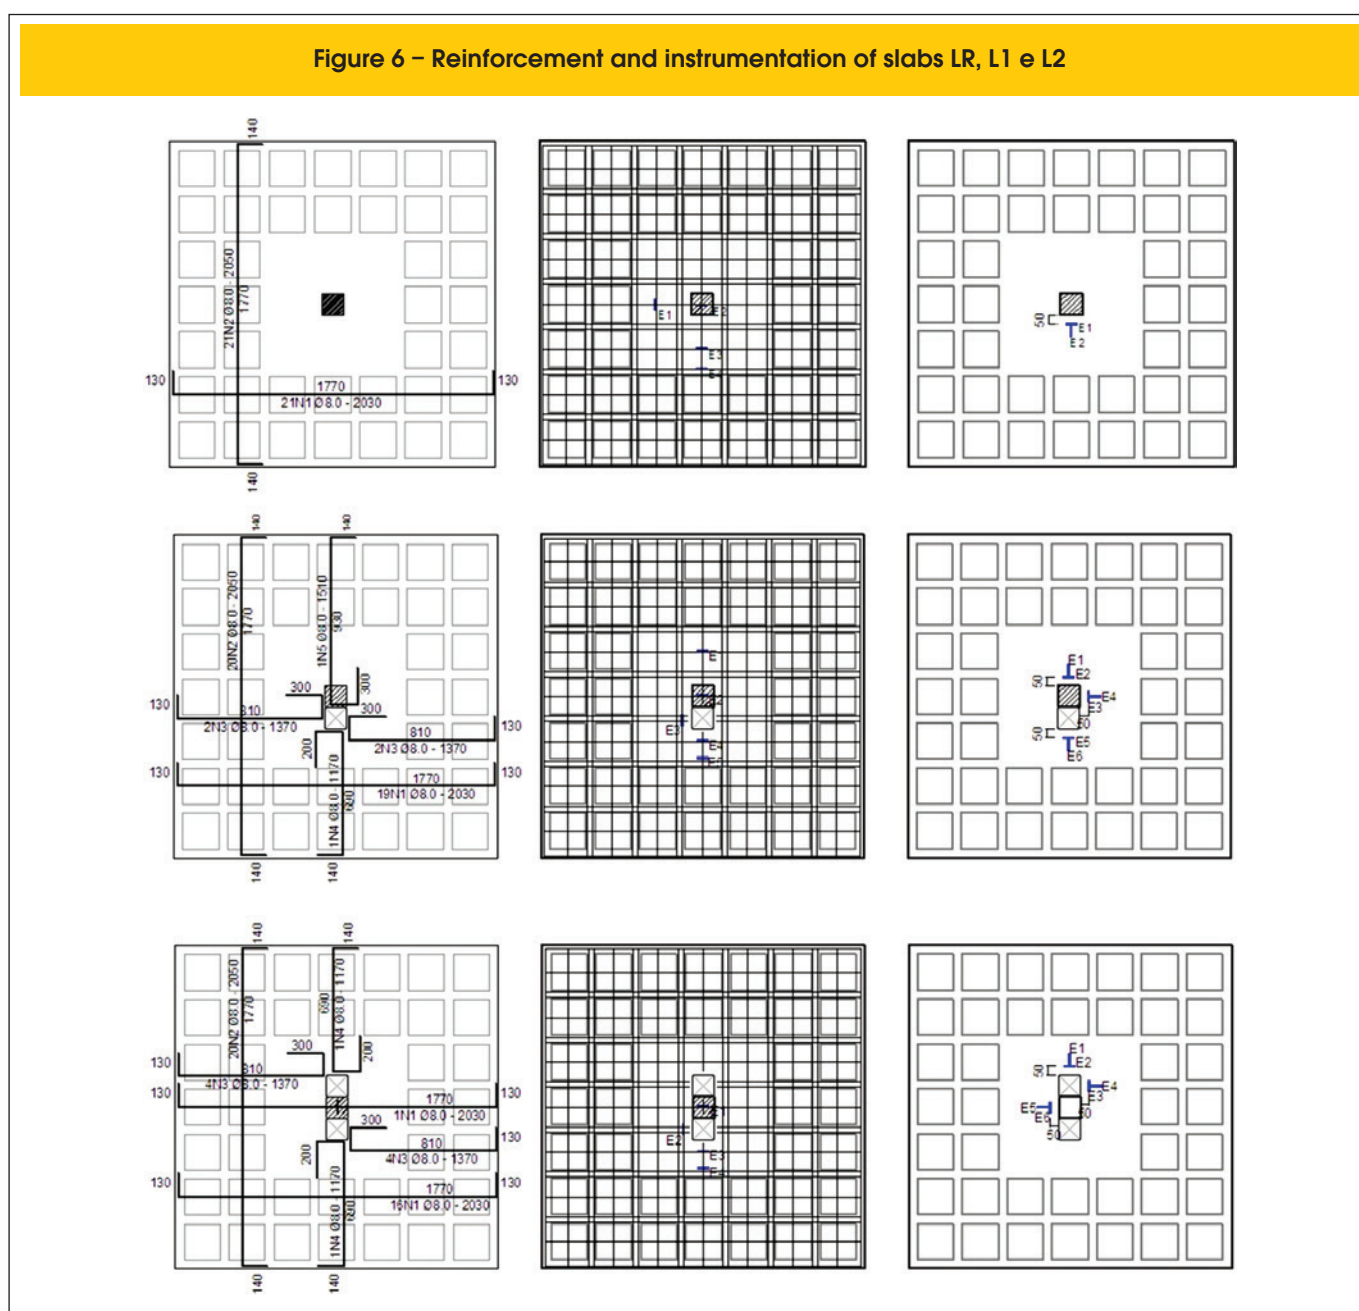 Figure 6 – Reinforcement and instrumentation of slabs LR, L1 e L2
140
21N2 Ø8.0 - 2050
1770
130
1770
130
21N1 Ø8.0 - 2030
140
E1
E2
E3
E4
50
E1
E2
140
140
20N2 Ø8.0 - 2050
1770
1N5 Ø8.0 - 1510
930
300
300
130
810
2N3 Ø8.0 - 1370
300
810
130
2N3 Ø8.0 - 1370
200
130
1770
130
19N1 Ø8.0 - 2030
1N4 Ø8.0 - 1170
690
140
140
E
E2
E3
E4
E1
E2
50
E4
E3
50
50
E5
E6
140
140
20N2 Ø8.0 - 2050
1770
690
1N4 Ø8.0 - 1170
300
200
130
810
4N3 Ø8.0 - 1370
130
1770
130
1N1 Ø8.0 - 2030
300
810
130
4N3 Ø8.0 - 1370
200
130
1770
130
16N1 Ø8.0 - 2030
1N4 Ø8.0 - 1170
690
140
140
E1
E2
E3
E4
E1
E2
50
E4
E3
E5
E6
50
50